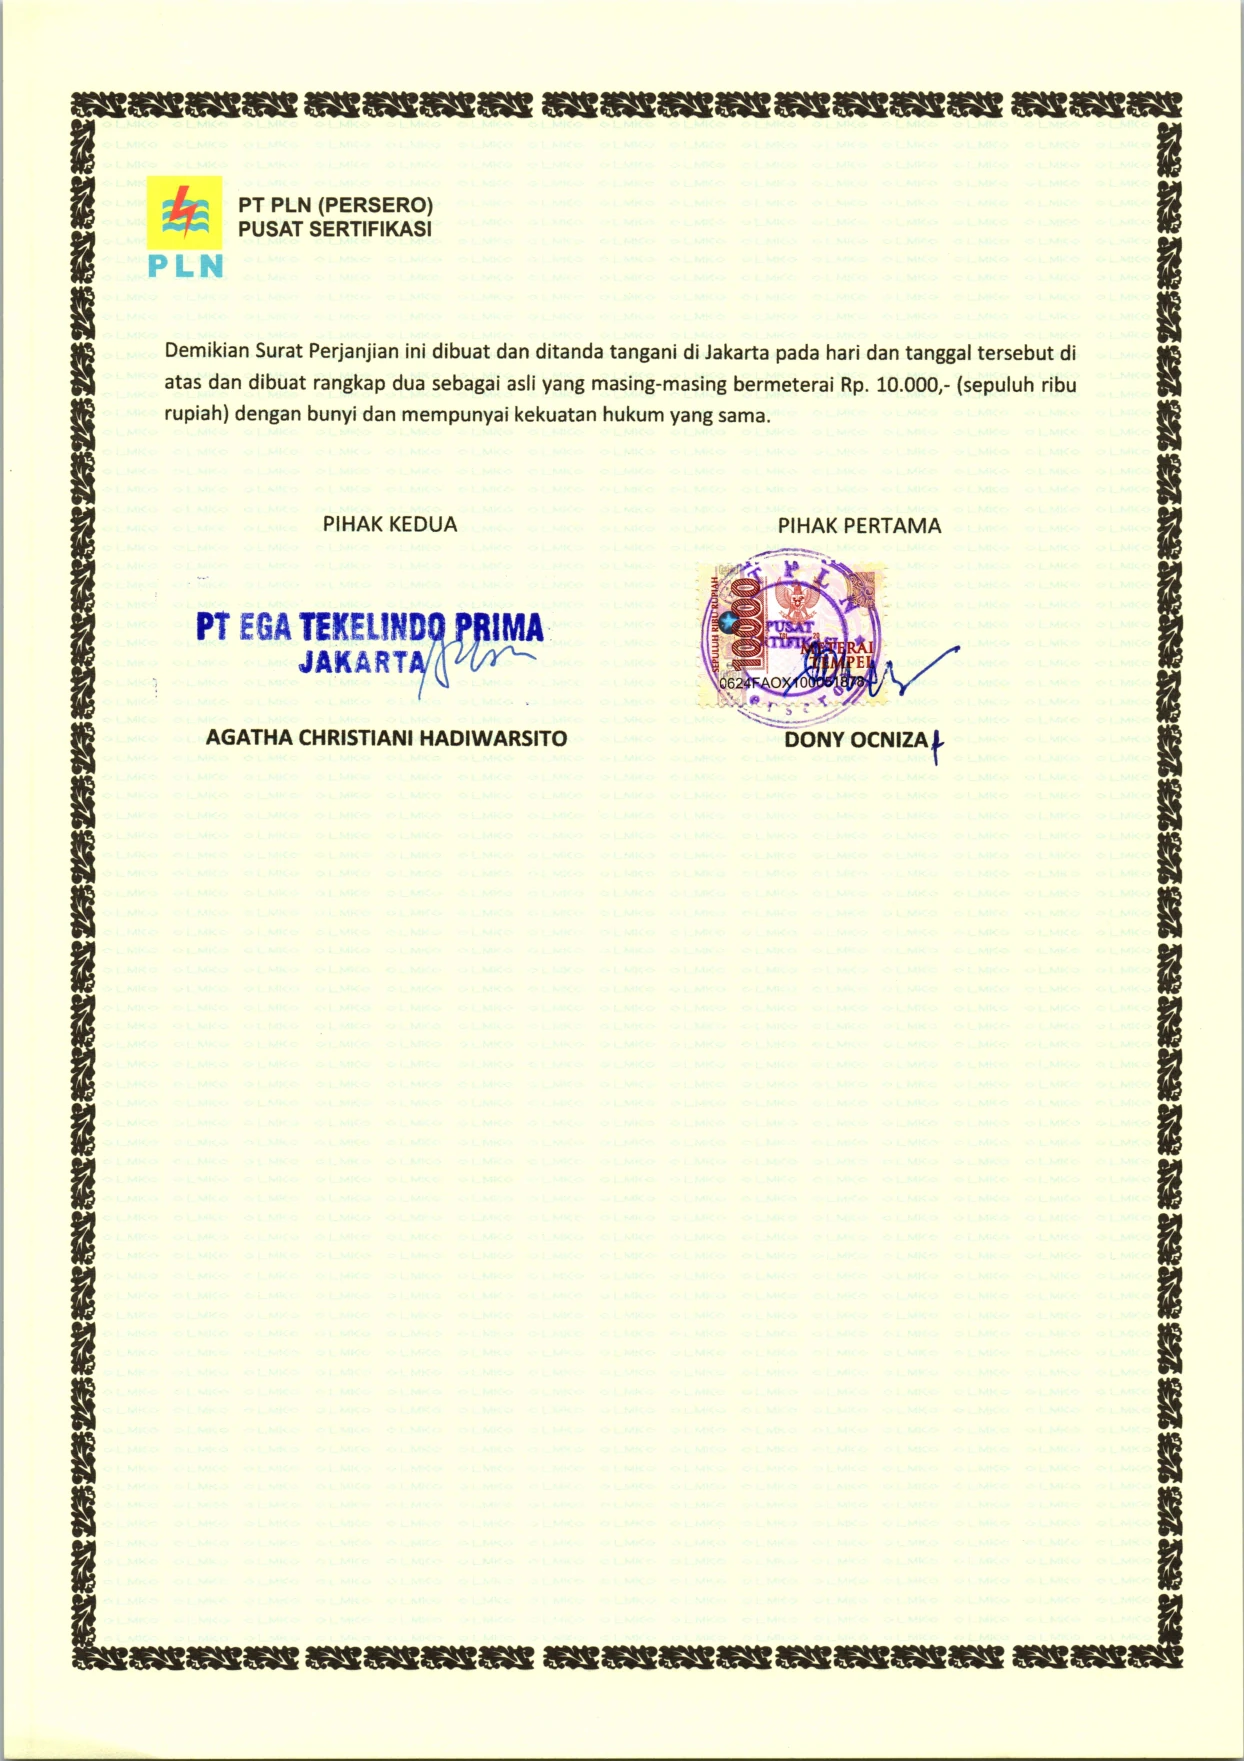 PT PLN (PERSERO)
PUSAT SERTIFIKASI
PLN
Demikian Surat Perjanjian ini dibuat dan ditanda tangani di Jakarta pada hari dan tanggal tersebut di
atas dan dibuat rangkap dua sebagai asli yang masing-masing bermeterai Rp. 10.000,- (sepuluh ribu
rupiah) dengan bunyi dan mempunyai kekuatan hukum yang sama.
PIHAK KEDUA
PIHAK PERTAMA
PT EGA TEKELINDO PRIMA
JAKARTA
SEPULUH RIBU RUPIAH
10000
PLN
PUSAT
METERAI
TEMPEL
AGATHA CHRISTIANI HADIWARSITO
DONY OCNIZA